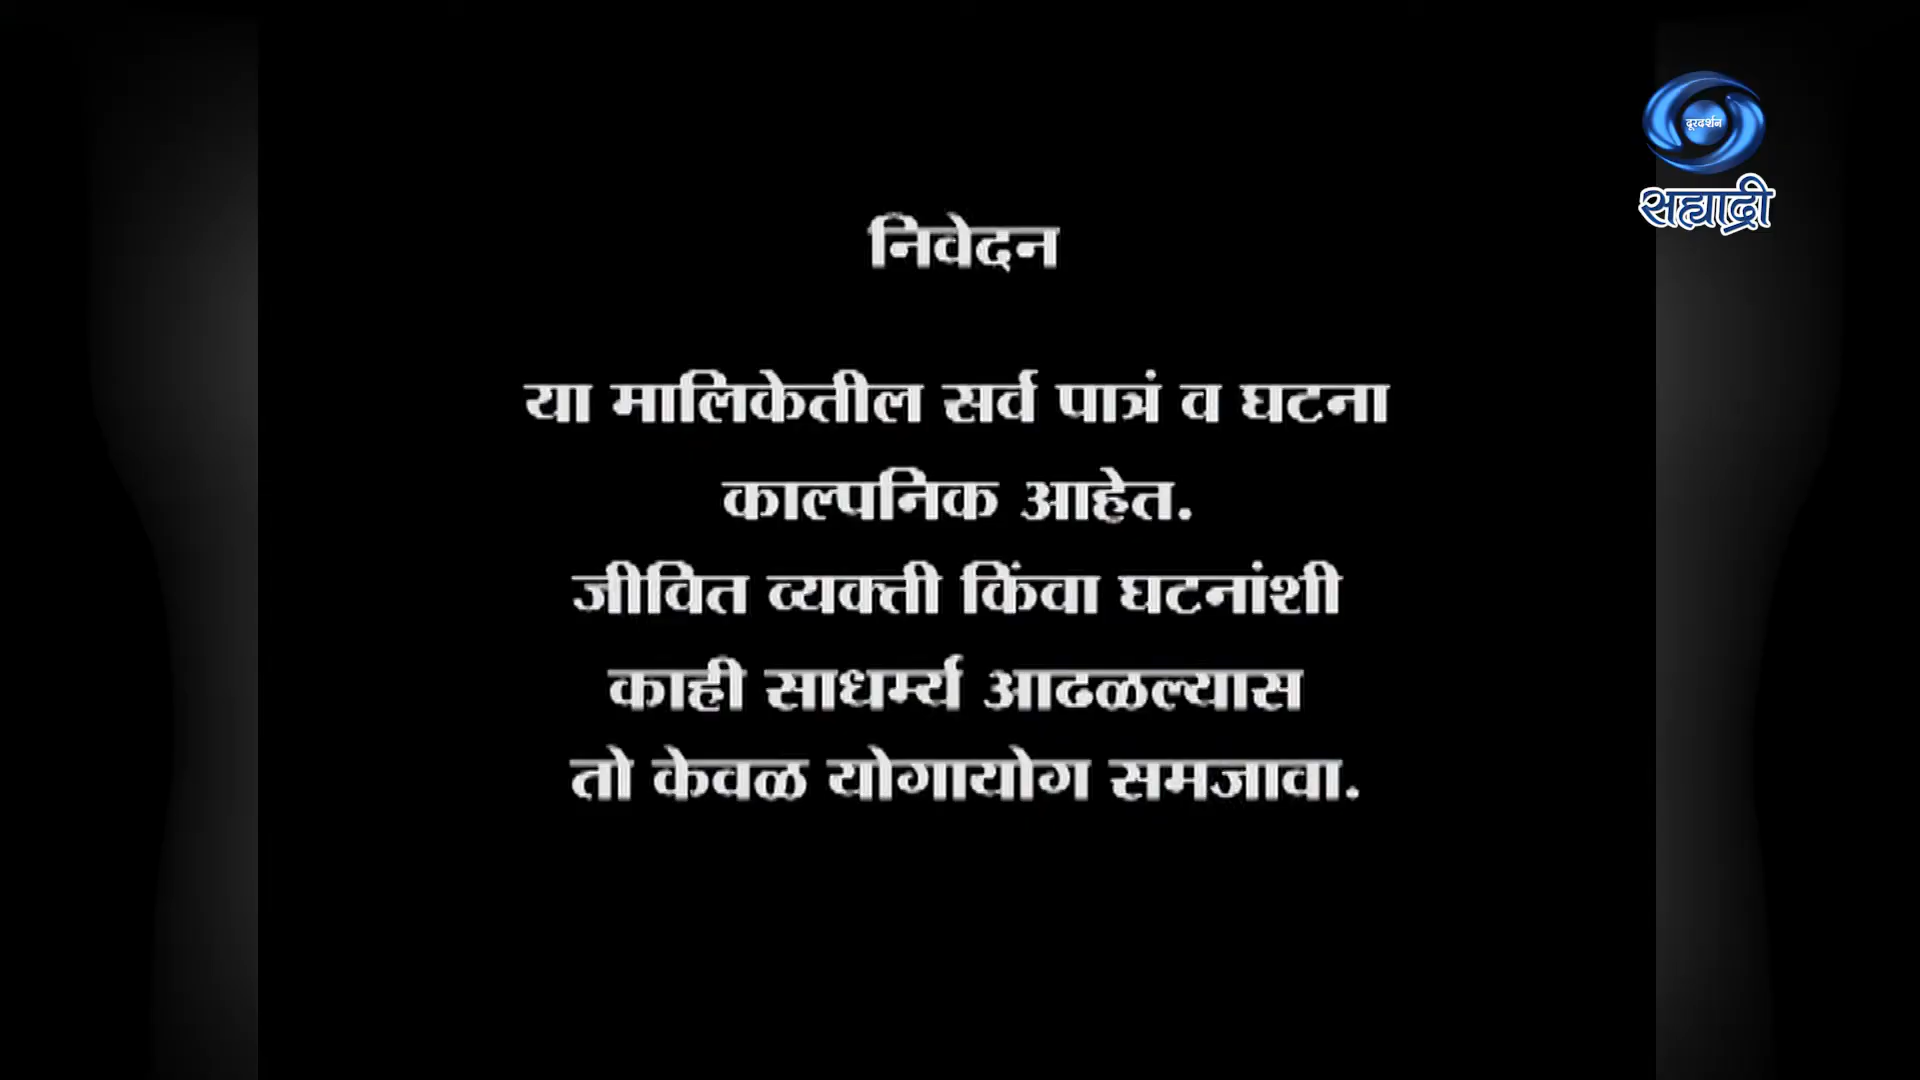 दूरदर्शन
सह्याद्री
निवेदन
या मालिकेतील सर्व पात्रं व घटना
काल्पनिक आहेत.
जीवित व्यक्ती किंवा घटनांशी
काही साधर्म्य आढळल्यास
तो केवळ योगायोग समजावा.